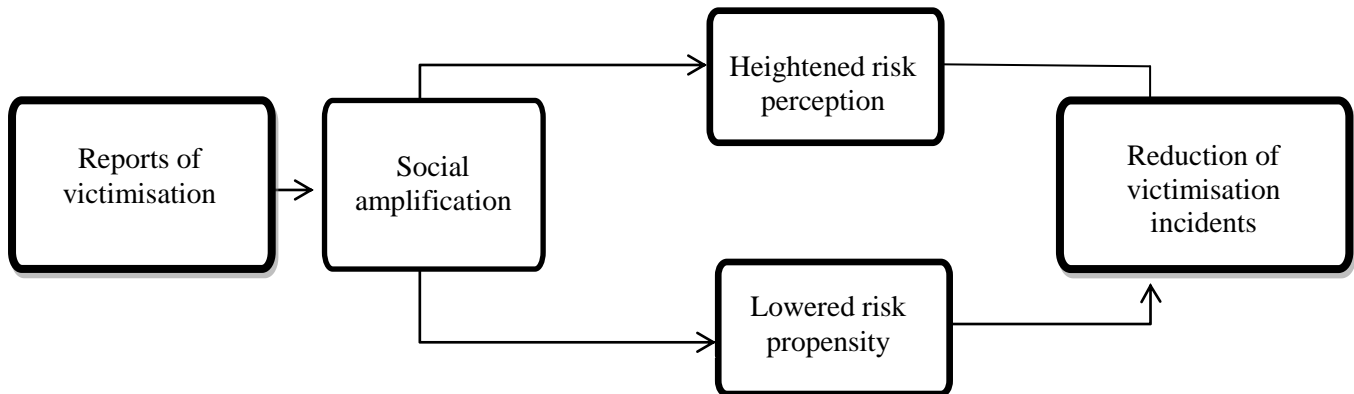 Reports of
victimisation
Social
amplification
Heightened risk
perception
Lowered risk
propensity
Reduction of
victimisation
incidents